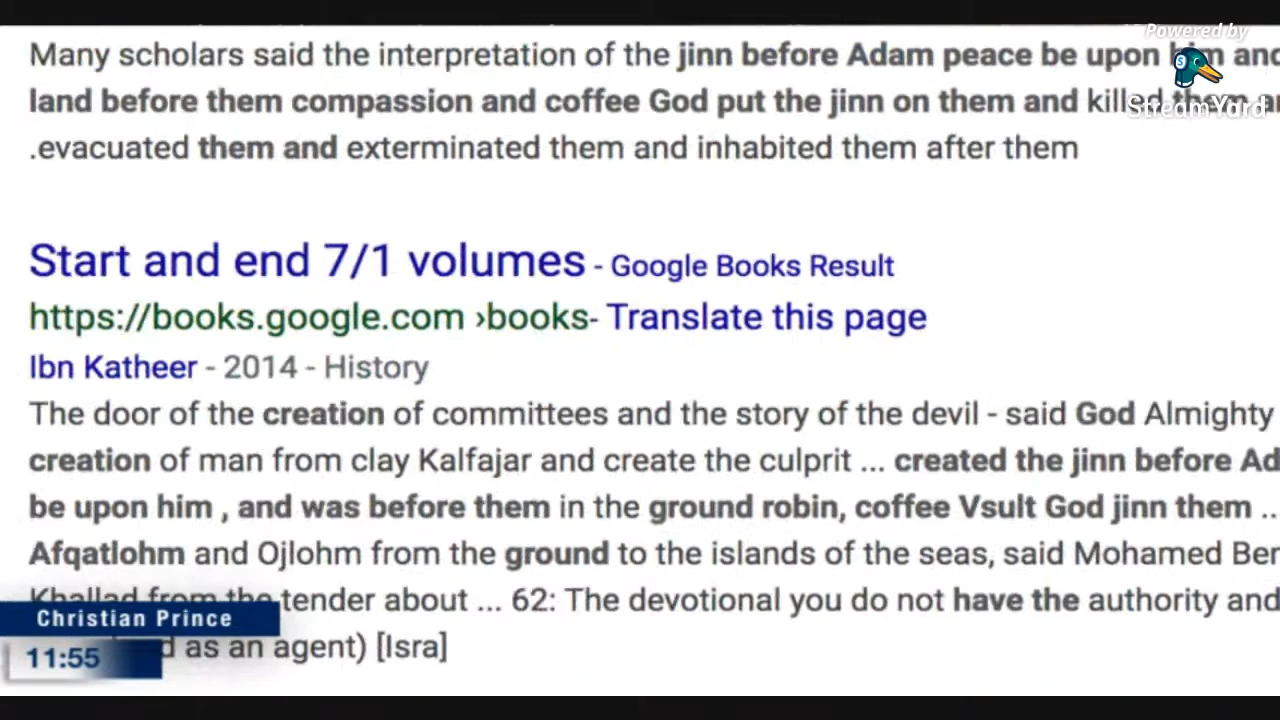 Powered by
StreamYard
Many scholars said the interpretation of the jinn before Adam peace be upon him and
land before them compassion and coffee God put the jinn on them and killed them
.evacuated them and exterminated them and inhabited them after them
Start and end 7/1 volumes - Google Books Result
https://books.google.com ›books- Translate this page
Ibn Katheer - 2014 - History
The door of the creation of committees and the story of the devil - said God Almighty
creation of man from clay Kalfajar and create the culprit ... created the jinn before Ad
be upon him , and was before them in the ground robin, coffee Vsult God jinn them ..
Afqatlohm and Ojlohm from the ground to the islands of the seas, said Mohamed Ber
Khallad from the tender about ... 62: The devotional you do not have the authority and
as an agent) [Isra]
Christian Prince
11:55